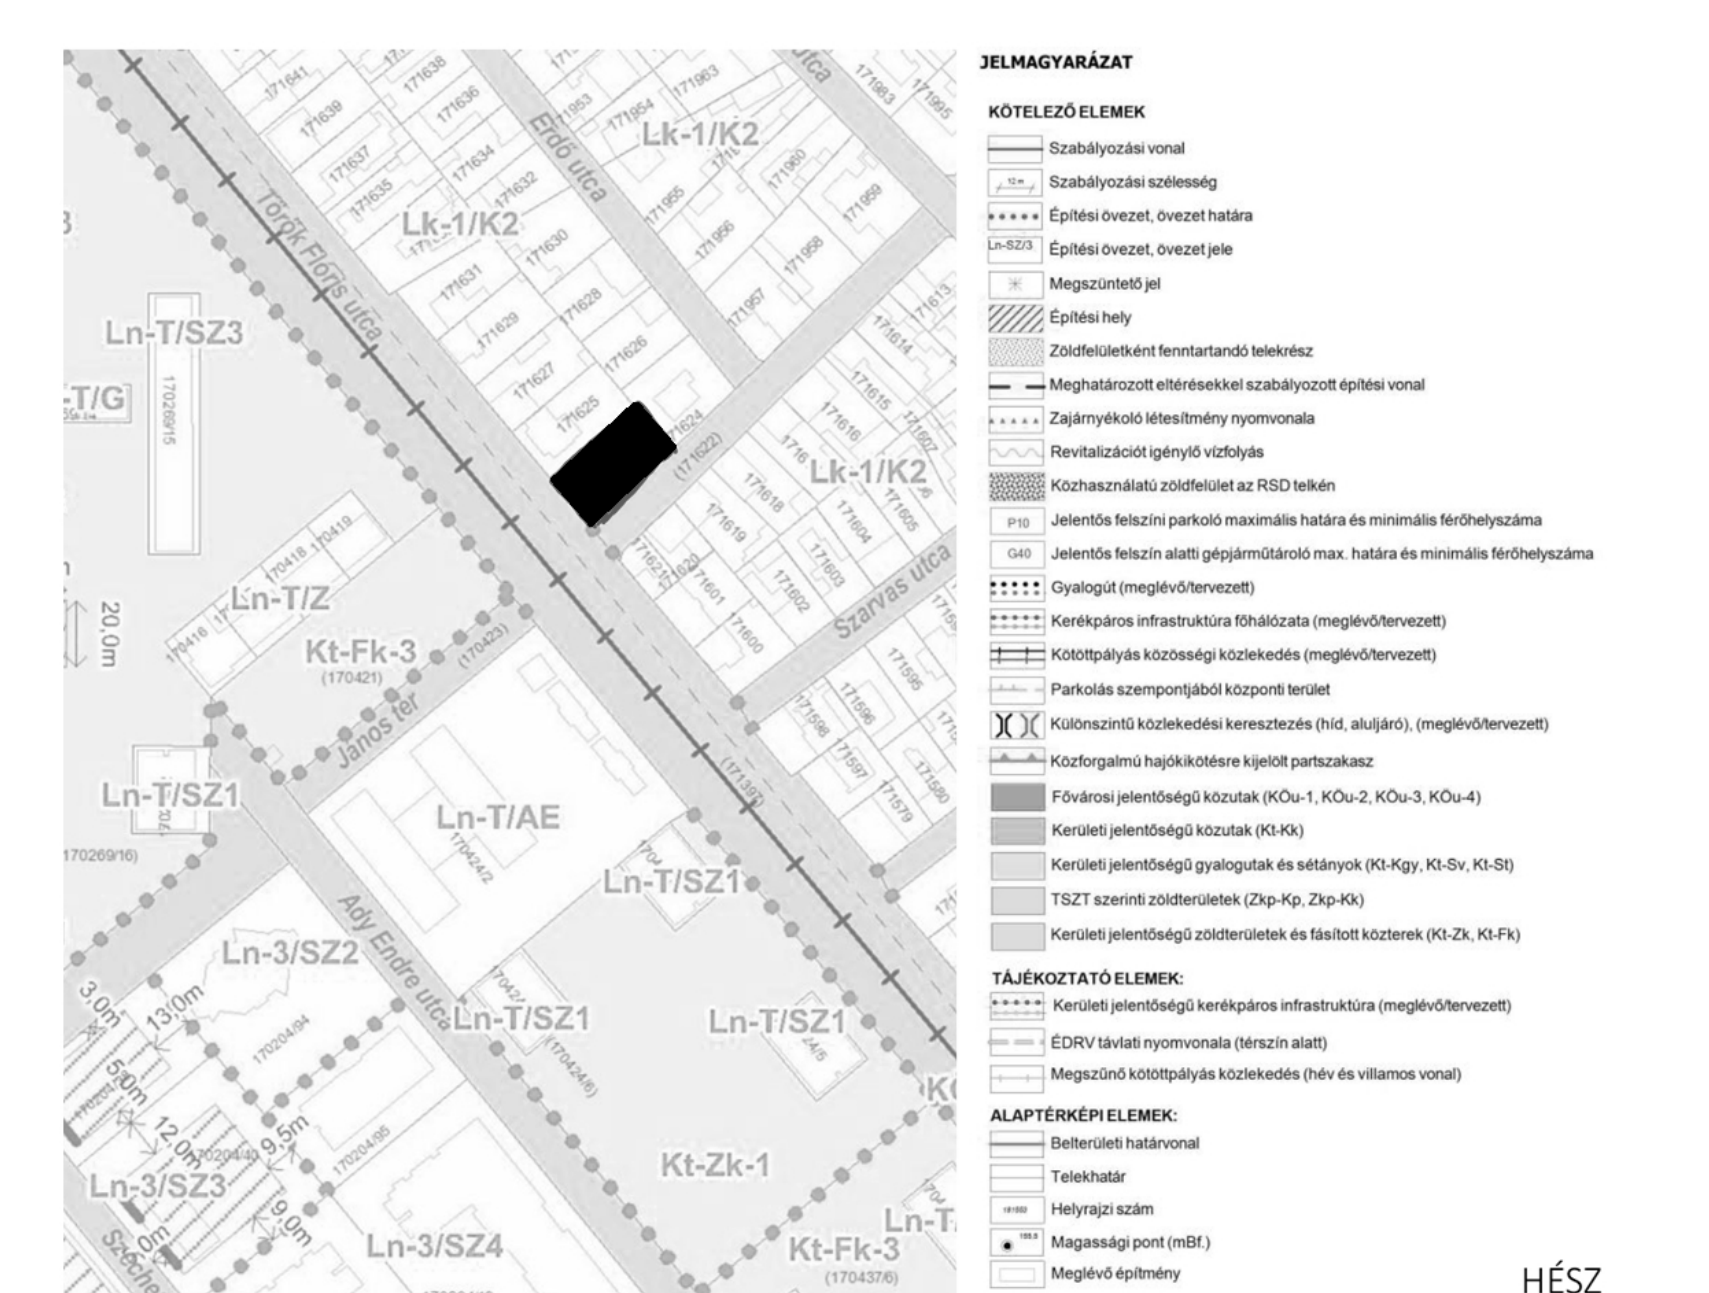 JELMAGYARÁZAT
KÖTELEZŐ ELEMEK
Szabályozási vonal
12 m
Szabályozási szélesség
Építési övezet, övezet határa
Ln-SZ/3
Építési övezet, övezet jele
Megszüntető jel
Építési hely
Zöldfelületként fenntartandó telekrész
Meghatározott eltérésekkel szabályozott építési vonal
Zajárnyékoló létesítmény nyomvonala
Revitalizációt igénylő vízfolyás
Közhasználatú zöldfelület az RSD telkén
P10
Jelentős felszíni parkoló maximális határa és minimális férőhelyszáma
G40
Jelentős felszín alatti gépjárműtároló max. határa és minimális férőhelyszáma
Gyalogút (meglévő/tervezett)
Kerékpáros infrastruktúra főhálózata (meglévő/tervezett)
Kötöttpályás közösségi közlekedés (meglévő/tervezett)
Parkolás szempontjából központi terület
Különszintű közlekedési keresztezés (híd, aluljáró), (meglévő/tervezett)
Közforgalmú hajókikötésre kijelölt partszakasz
Fővárosi jelentőségű közutak (KÖu-1, KÖu-2, KÖu-3, KÖu-4)
Kerületi jelentőségű közutak (Kt-Kk)
Kerületi jelentőségű gyalogutak és sétányok (Kt-Kgy, Kt-Sv, Kt-St)
TSZT szerinti zöldterületek (Zkp-Kp, Zkp-Kk)
Kerületi jelentőségű zöldterületek és fásított közterek (Kt-Zk, Kt-Fk)
TÁJÉKOZTATÓ ELEMEK:
Kerületi jelentőségű kerékpáros infrastruktúra (meglévő/tervezett)
ÉDRV távlati nyomvonala (térszín alatt)
Megszűnő kötöttpályás közlekedés (hév és villamos vonal)
ALAPTÉRKÉPI ELEMEK:
Belterületi határvonal
Telekhatár
Helyrajzi szám
Magassági pont (mBf.)
Meglévő építmény
HÉSZ
171641
171638
171639
171636
171637
171634
171635
171632
171630
171631
171628
171629
171626
171627
171625
171624
(171622)
171953
171954
171963
171983
171995
171960
171959
171955
171956
171958
171957
171613
171614
171615
171616
171607
171618
171619
171604
171605
171603
171602
171620
171621
171601
171600
171595
171596
171598
171597
171580
171579
(171397)
Erdő utca
Török Flóris utca
Szarvas utca
János tér
Ady Endre utca
Lk-1/K2
Lk-1/K2
Lk-1/K2
Ln-T/SZ3
-T/G
170269/15
Ln-T/Z
170416
170418
170419
20,0m
Kt-Fk-3
(170421)
(170423)
Ln-T/SZ1
170269/16)
Ln-T/AE
170424/2
Ln-T/SZ1
Ln-3/SZ2
Ln-T/SZ1
(170424/6)
Ln-T/SZ1
24/5
3,0m
13,0m
170204/94
5,0m
12,0m
9,5m
170204/40
170204/95
Ln-3/SZ3
9,0m
Ln-3/SZ4
Kt-Zk-1
Kt-Fk-3
(170437/6)